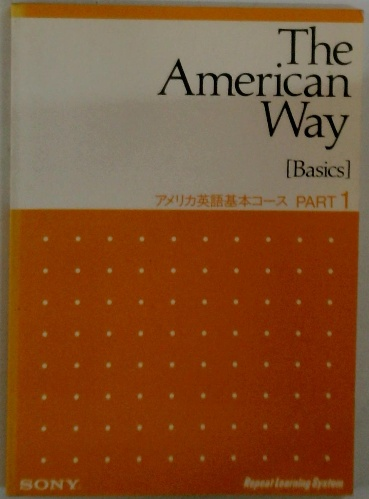 The
American
Way
[Basics]
アメリカ英語基本コース PART 1
SONY
Repeat Learning System